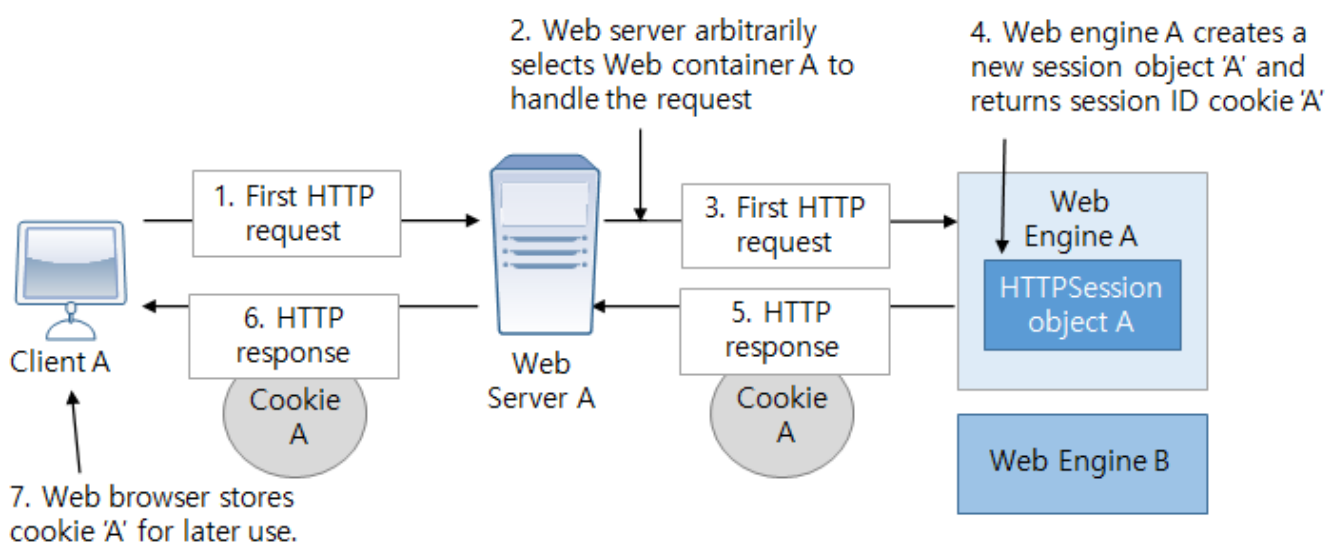 2. Web server arbitrarily
selects Web container A to
handle the request
4. Web engine A creates a
new session object ‘A’ and
returns session ID cookie ‘A’
1. First HTTP
request
3. First HTTP
request
Web
Engine A
HTTPSession
object A
6. HTTP
response
5. HTTP
response
Client A
Web
Server A
Cookie
A
Cookie
A
Web Engine B
7. Web browser stores
cookie ‘A’ for later use.